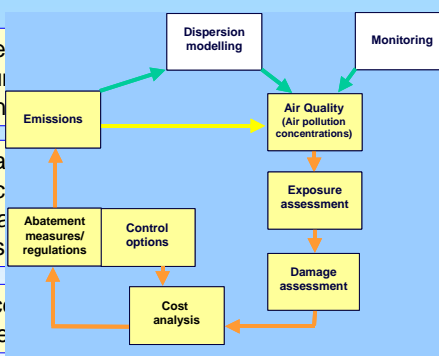 Dispersion
modelling
Monitoring
Emissions
Air Quality
(Air pollution
concentrations)
Exposure
assessment
Abatement
measures/
regulations
Control
options
Damage
assessment
Cost
analysis